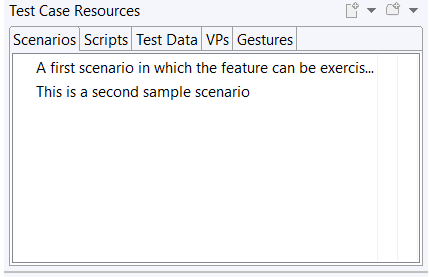 Test Case Resources
Scenarios Scripts Test Data VPs Gestures
A first scenario in which the feature can be exercis...
This is a second sample scenario